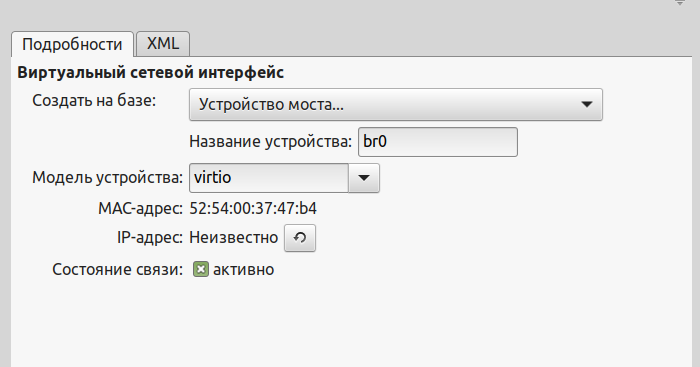 Подробности XML
Виртуальный сетевой интерфейс
Создать на базе: Устройство моста...
Название устройства: br0
Модель устройства: virtio
MAC-адрес: 52:54:00:37:47:b4
IP-адрес: Неизвестно
Состояние связи: активно